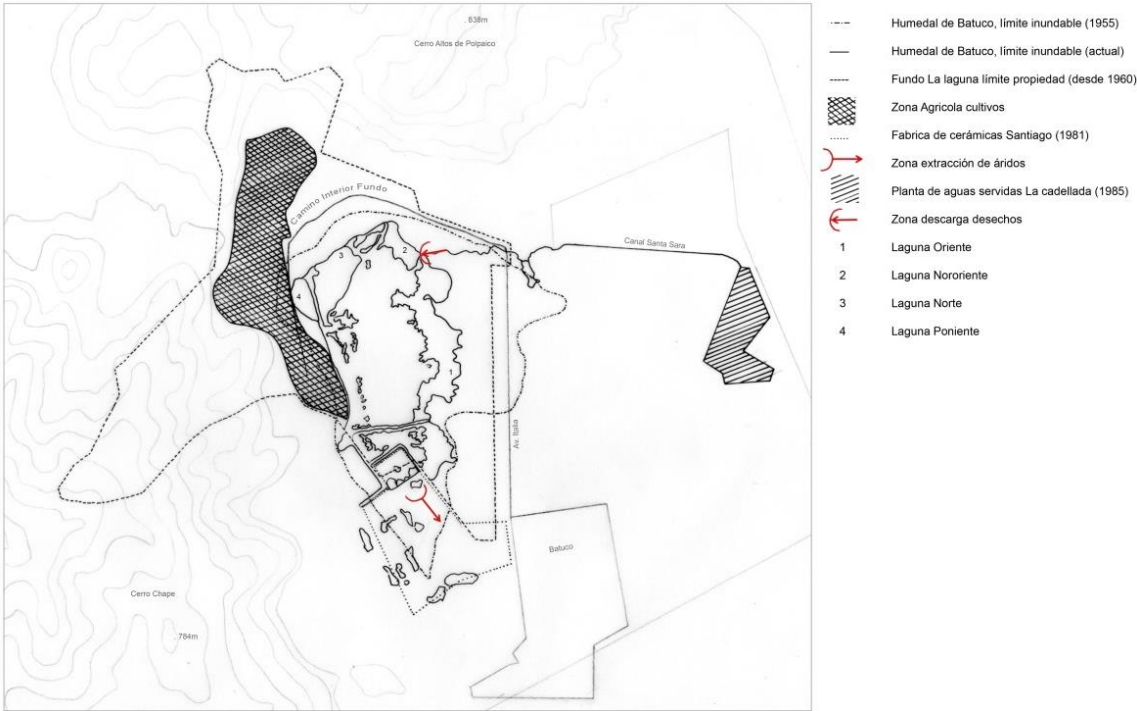 638m
Cerro Altos de Polpaico
Camino Interior Fundo
Canal Santa Sara
3
2
4
1
Av. Italia
Batuco
Cerro Chape
784m
Humedal de Batuco, límite inundable (1955)
Humedal de Batuco, límite inundable (actual)
Fundo La laguna límite propiedad (desde 1960)
Zona Agricola cultivos
Fabrica de cerámicas Santiago (1981)
Zona extracción de áridos
Planta de aguas servidas La cadellada (1985)
Zona descarga desechos
1 Laguna Oriente
2 Laguna Nororiente
3 Laguna Norte
4 Laguna Poniente